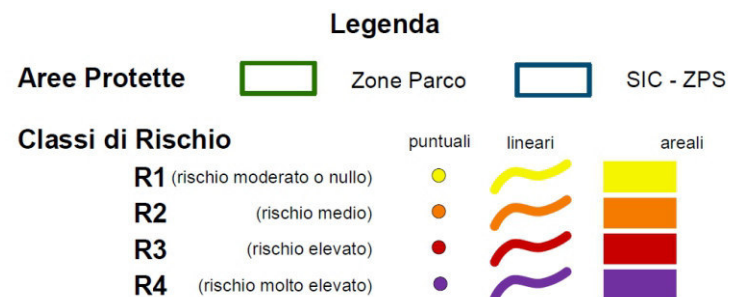 Legenda
Aree Protette Zone Parco SIC - ZPS
Classi di Rischio puntuali lineari areali
R1 (rischio moderato o nullo)
R2 (rischio medio)
R3 (rischio elevato)
R4 (rischio molto elevato)